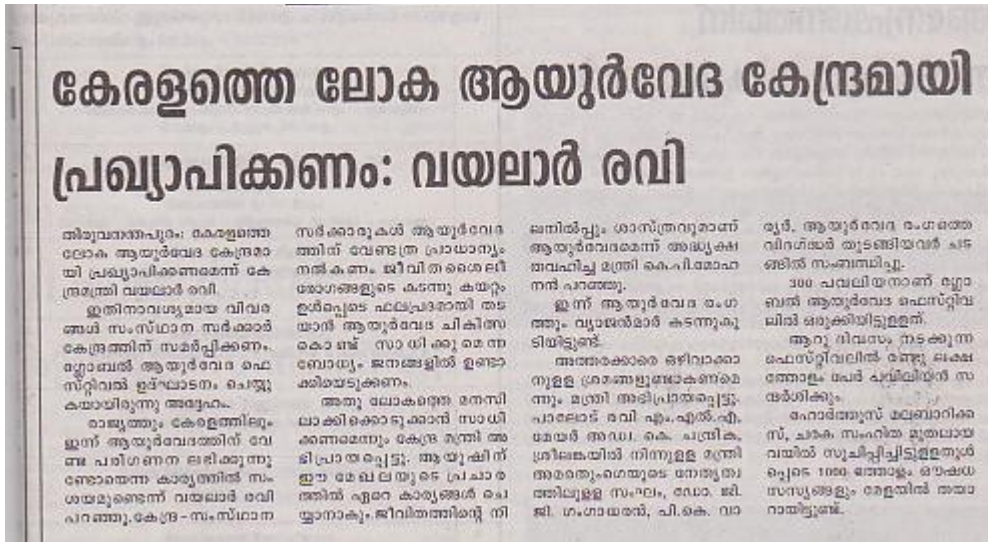 കേരളത്തെ ലോക ആയുർവേദ കേന്ദ്രമായി
പ്രഖ്യാപിക്കണം: വയലാർ രവി
തിരുവനന്തപുരം: കേരളത്തെ
ലോക ആയുർവേദ കേന്ദ്രമാ
യി പ്രഖ്യാപിക്കണമെന്ന് കേ
ന്ദ്രമന്ത്രി വയലാർ രവി.
ഇതിനാവശ്യമായ വിവര
ങ്ങൾ സംസ്ഥാന സർക്കാർ
കേന്ദ്രത്തിന് സമർപ്പിക്കണം.
ഗ്ലോബൽ ആയുർവേദ ഫെ
സ്റ്റിവൽ ഉദ്ഘാടനം ചെയ്യു
കയായിരുന്നു അദ്ദേഹം.
രാജ്യത്തും കേരളത്തിലും
ഇന്ന് ആയുർവേദത്തിന് വേ
ണ്ട പരിഗണന ലഭിക്കുന്നു
ണ്ടോയെന്ന കാര്യത്തിൽ സം
ശയമുണ്ടെന്ന് വയലാർ രവി
പറഞ്ഞു.കേന്ദ്ര-സംസ്ഥാന
സർക്കാരുകൾ ആയുർവേദ
ത്തിന് വേണ്ടത്ര പ്രാധാന്യം
നൽകണം. ജീവിതശൈലീ
രോഗങ്ങളുടെ കടന്നു കയറ്റം
ഉൾപ്പെടെ ഫലപ്രദമായി തട
യാൻ ആയുർവേദ ചികിത്സ
കൊണ്ട് സാധിക്കുമെന്ന
ബോധ്യം ജനങ്ങളിൽ ഉണ്ടാ
ക്കിയെടുക്കണം.
അതു ലോകത്തെ മനസി
ലാക്കിക്കൊടുക്കാൻ സാധി
ക്കണമെന്നും കേന്ദ്ര മന്ത്രി അ
ഭിപ്രായപ്പെട്ടു. ആയുഷിന്
ഈ മേഖലയുടെ പ്രചാര
ത്തിൽ ഏറെ കാര്യങ്ങൾ ചെ
യ്യാനാകും.ജീവിതത്തിന്റെ നി
ലനിൽപ്പും ശാസ്ത്രവുമാണ്
ആയുർവേദമെന്ന് അദ്ധ്യക്ഷ
തവഹിച്ച മന്ത്രി കെ.പി.മോഹ
നൻ പറഞ്ഞു.
ഇന്ന് ആയുർവേദ രംഗ
ത്തും വ്യാജൻമാർ കടന്നുകൂ
ടിയിട്ടുണ്ട്.
അത്തരക്കാരെ ഒഴിവാക്കാ
നുളള ശ്രമങ്ങളുണ്ടാകണമെ
ന്നും മന്ത്രി അഭിപ്രായപ്പെട്ടു.
പാലോട് രവി എം.എൽ.എ,
മേയർ അഡ്വ. കെ. ചന്ദ്രിക,
ശ്രീലങ്കയിൽ നിന്നുളള മന്ത്രി
നേതൃത്വ
ത്തിലുളള സംഘം, ഡോ. ജി.
ജി. ഗംഗാധരൻ, പി.കെ. വാ
ര്യർ, ആയുർവേദ രംഗത്തെ
വിദഗ്ദ്ധർ തുടങ്ങിയവർ ചട
ങ്ങിൽ സംബന്ധിച്ചു.
300 പവലിയനാണ് ഗ്ലോ
ബൽ ആയുർവേദ ഫെസ്റ്റിവ
ലിൽ ഒരുക്കിയിട്ടുളളത്.
ആറു ദിവസം നടക്കുന്ന
ഫെസ്റ്റിവലിൽ രണ്ടു ലക്ഷ
ത്തോളം പേർ പവിലിയൻ സ
ന്ദർശിക്കും.
ഹോർത്തൂസ് മലബാറിക്ക
സ്, ചരക സംഹിത മുതലായ
വയിൽ സൂചിപ്പിച്ചിട്ടുളളതുൾ
പ്പെടെ 1000 ത്തോളം ഔഷധ
സസ്യങ്ങളും മേളയിൽ തയാ
റായിട്ടുണ്ട്.